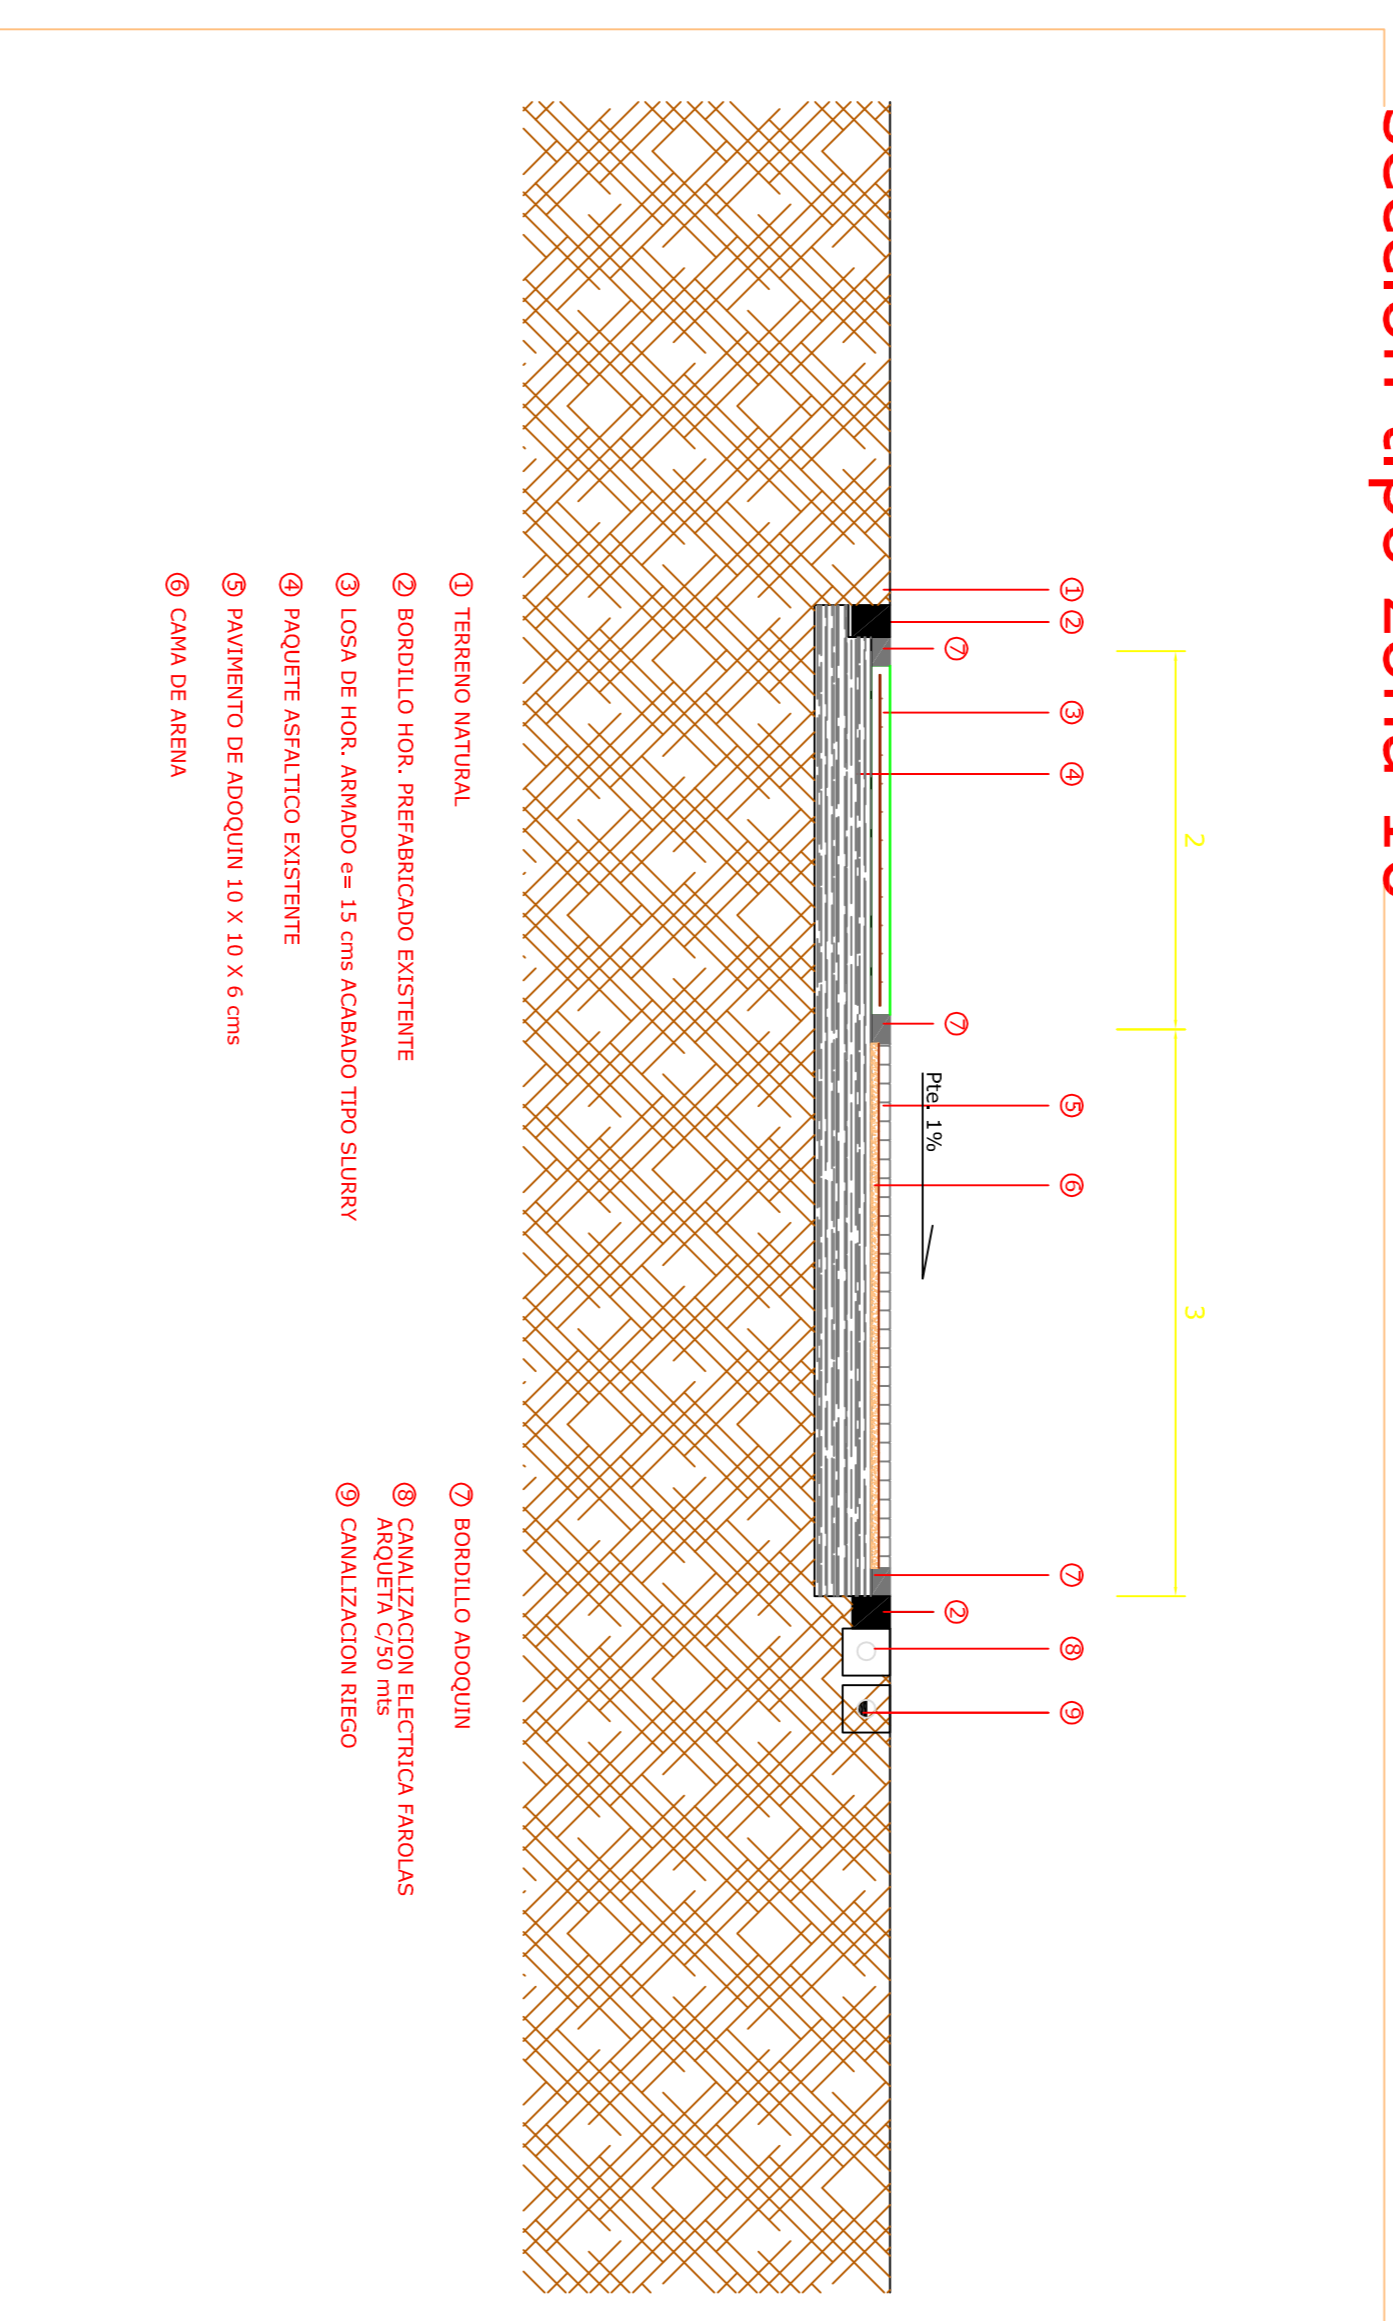 tipo zona
2 3
① ② ③ ④ ⑤ ⑥ ⑦ ⑧ ⑨
⑦ ⑦ ②
Pte. 1%
① TERRENO NATURAL
② BORDILLO HOR. PREFABRICADO EXISTENTE
③ LOSA DE HOR. ARMADO e= 15 cms ACABADO TIPO SLURRY
④ PAQUETE ASFALTICO EXISTENTE
⑤ PAVIMENTO DE ADOQUIN 10 X 10 X 6 cms
⑥ CAMA DE ARENA
⑦ BORDILLO ADOQUIN
⑧ CANALIZACION ELECTRICA FAROLAS
ARQUETA C/50 mts
⑨ CANALIZACION RIEGO